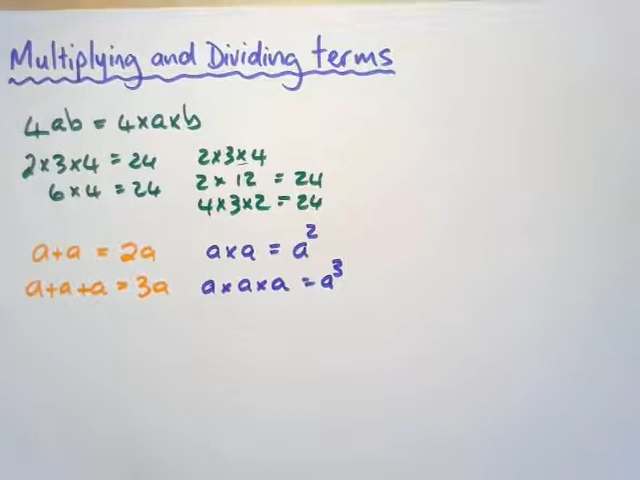 Multiplying and Dividing terms
4ab = 4×a×b
2×3×4 = 24
6×4 = 24
2×3×4
2× 12 = 24
4×3×2 = 24
a+a = 2a
a+a+a = 3a
a×a = a²
a×a×a = a³